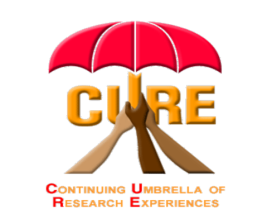 CURE
CONTINUING UMBRELLA OF
RESEARCH EXPERIENCES